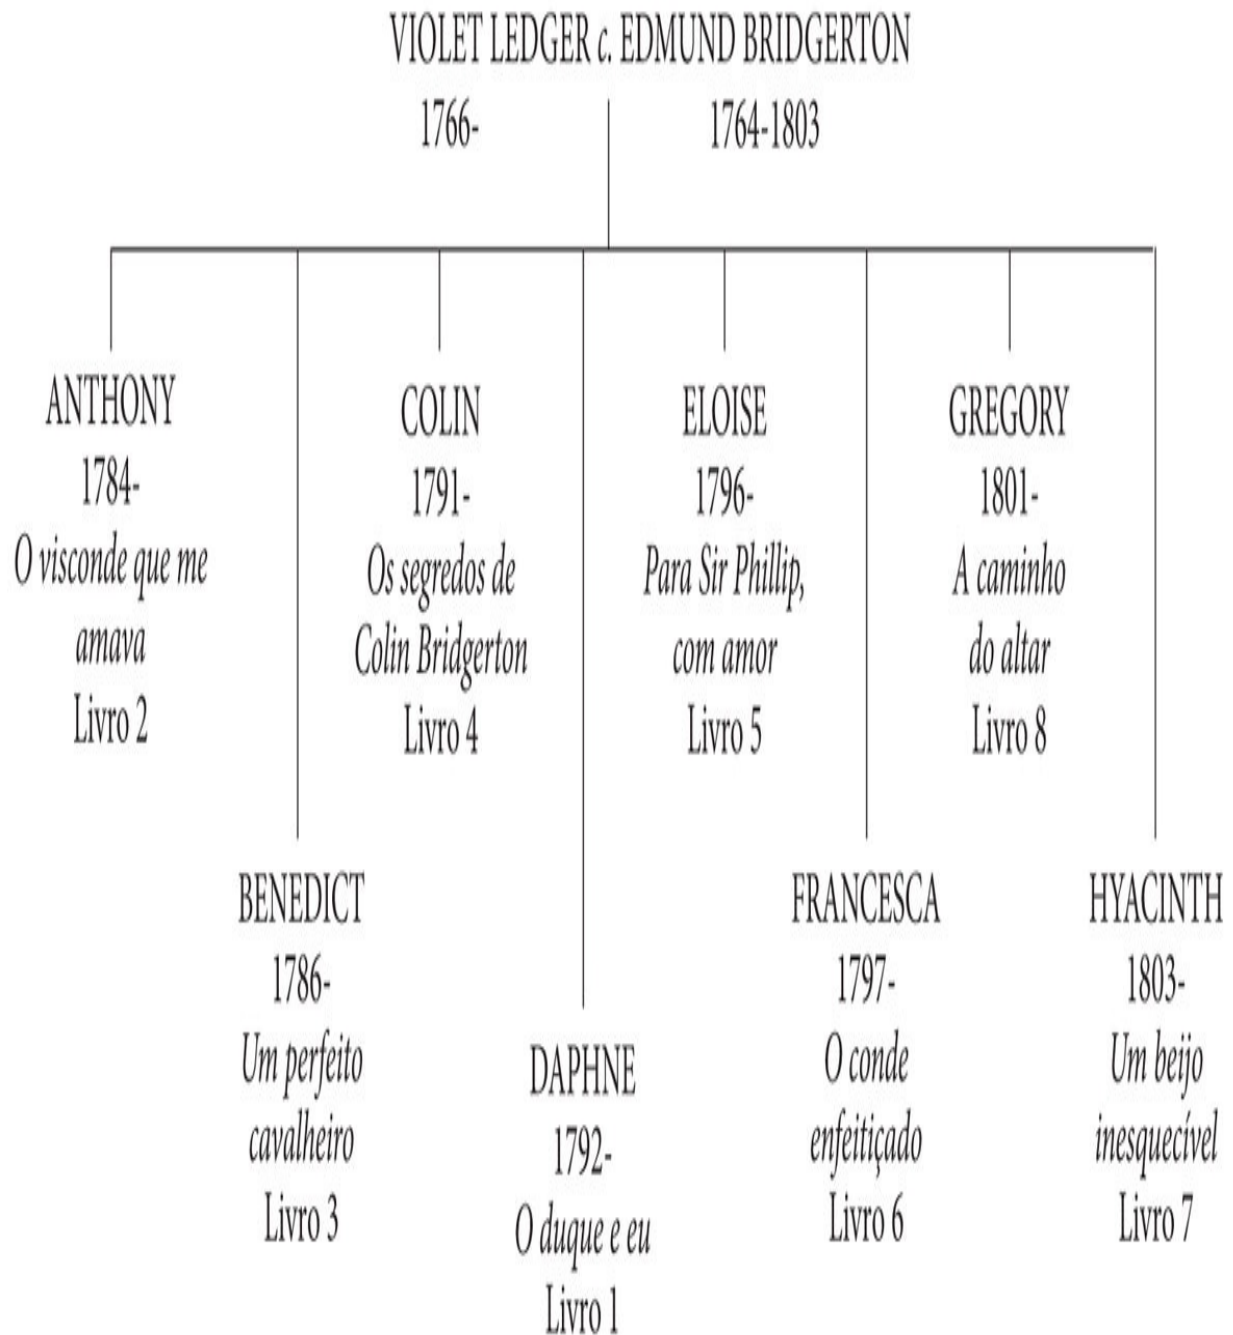 VIOLET LEDGER c. EDMUND BRIDGERTON
1766-
1764-1803
ANTHONY
1784-
O visconde que me
amava
Livro 2
BENEDICT
1786-
Um perfeito
cavalheiro
Livro 3
COLIN
1791-
Os segredos de
Colin Bridgerton
Livro 4
DAPHNE
1792-
O duque e eu
Livro 1
ELOISE
1796-
Para Sir Phillip,
com amor
Livro 5
FRANCESCA
1797-
O conde
enfeitiçado
Livro 6
GREGORY
1801-
A caminho
do altar
Livro 8
HYACINTH
1803-
Um beijo
inesquecível
Livro 7